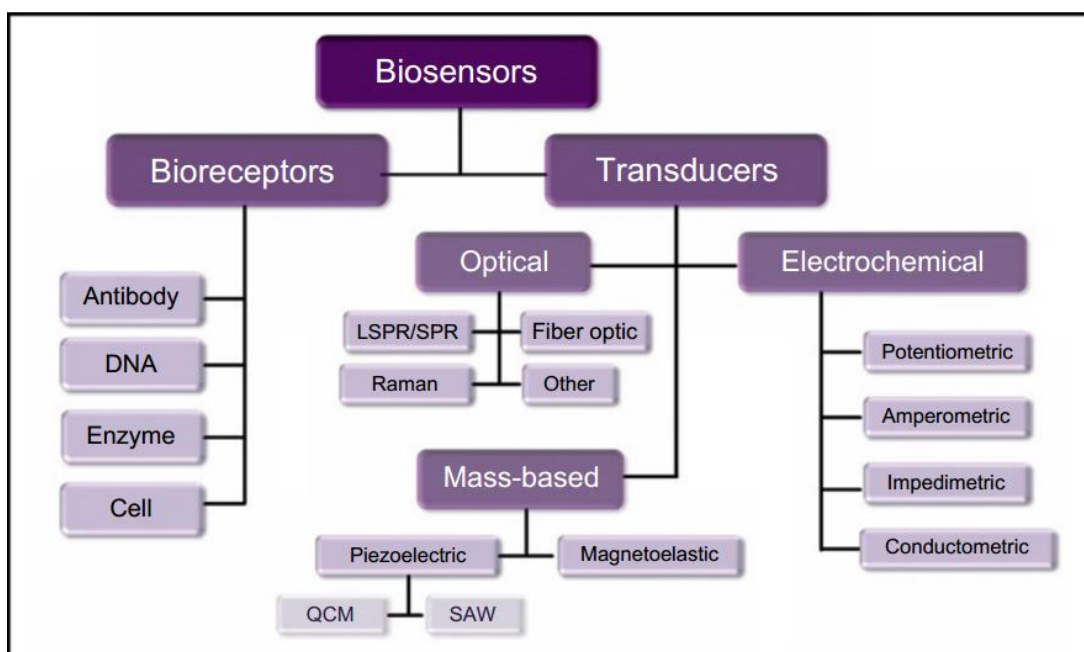 Biosensors
Bioreceptors
Transducers
Optical
Electrochemical
Antibody
LSPR/SPR
Fiber optic
Potentiometric
DNA
Raman
Other
Amperometric
Enzyme
Mass-based
Impedimetric
Cell
Piezoelectric
Magnetoelastic
Conductometric
QCM
SAW